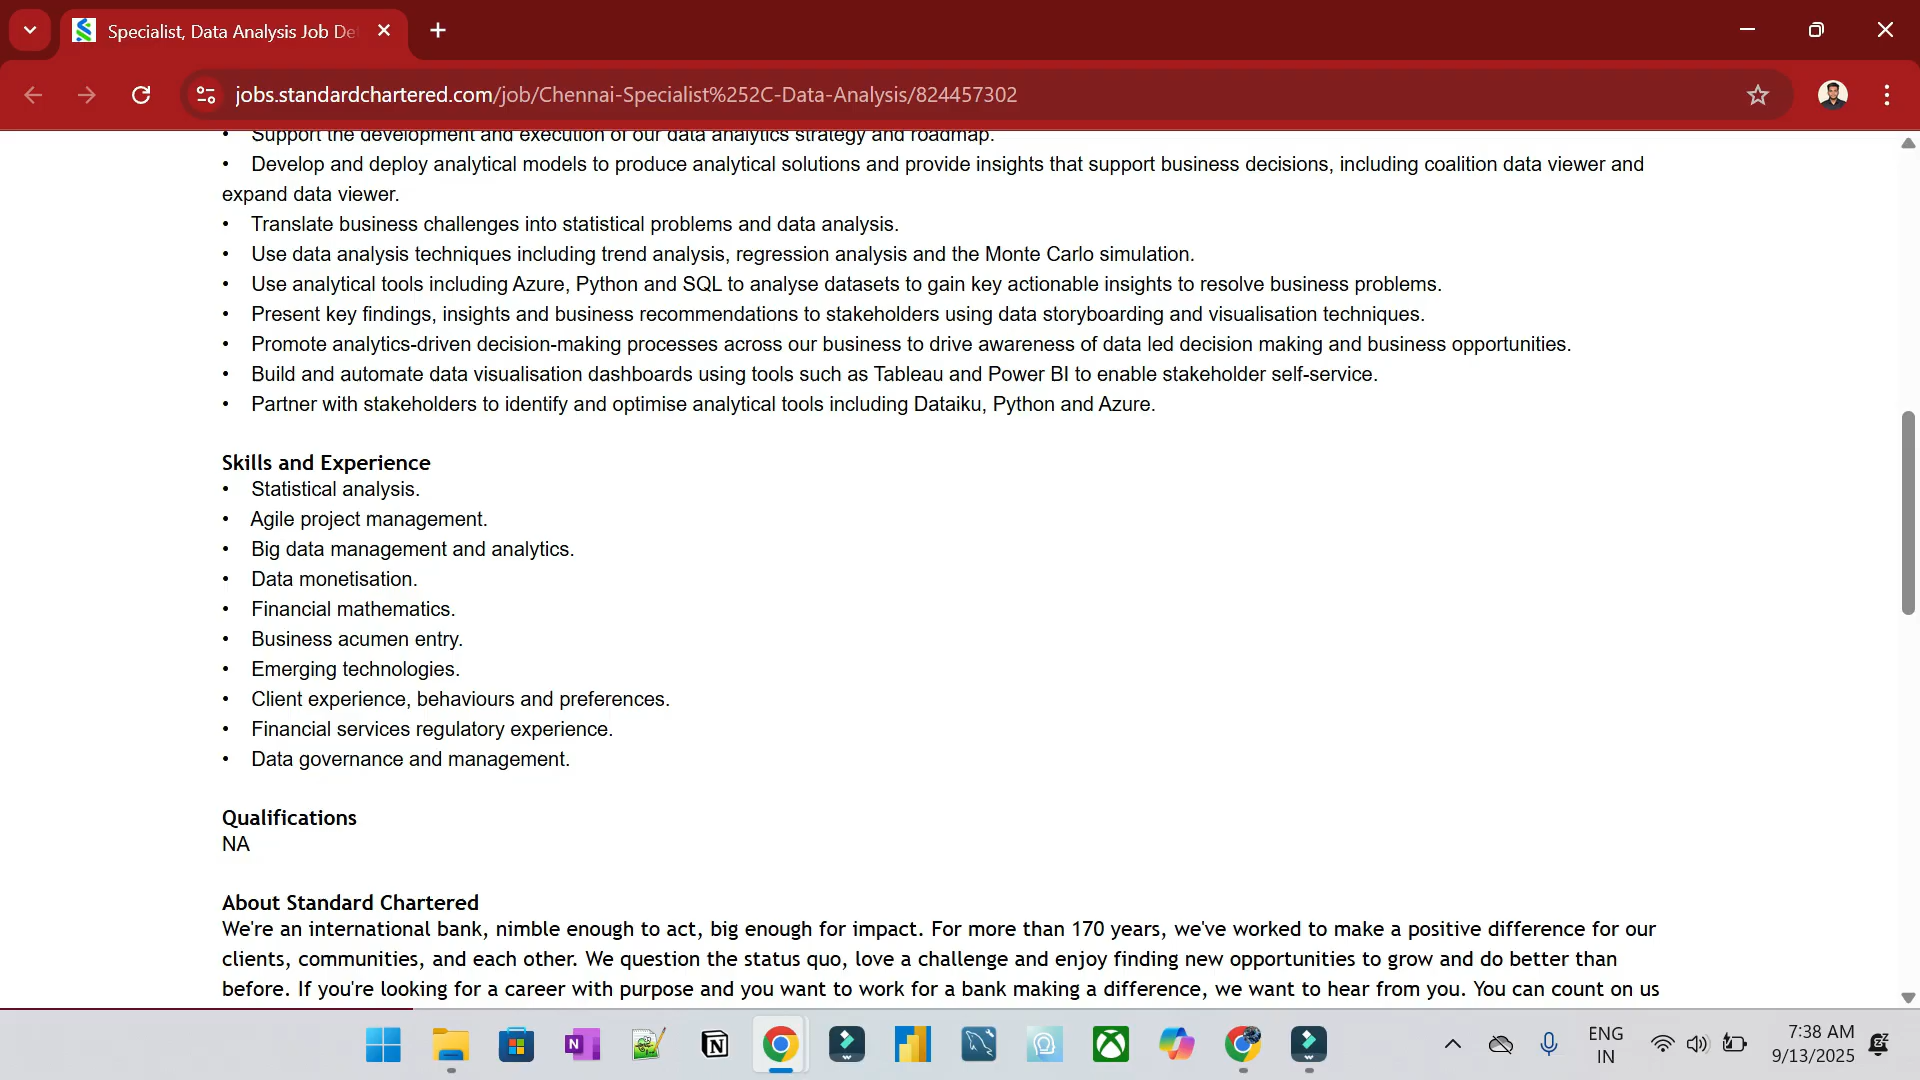 Specialist, Data Analysis Job De
jobs.standardchartered.com/job/Chennai-Specialist%252C-Data-Analysis/824457302
• Support the development and execution of our data analytics strategy and roadmap.
• Develop and deploy analytical models to produce analytical solutions and provide insights that support business decisions, including coalition data viewer and
expand data viewer.
• Translate business challenges into statistical problems and data analysis.
• Use data analysis techniques including trend analysis, regression analysis and the Monte Carlo simulation.
• Use analytical tools including Azure, Python and SQL to analyse datasets to gain key actionable insights to resolve business problems.
• Present key findings, insights and business recommendations to stakeholders using data storyboarding and visualisation techniques.
• Promote analytics-driven decision-making processes across our business to drive awareness of data led decision making and business opportunities.
• Build and automate data visualisation dashboards using tools such as Tableau and Power BI to enable stakeholder self-service.
• Partner with stakeholders to identify and optimise analytical tools including Dataiku, Python and Azure.
Skills and Experience
• Statistical analysis.
• Agile project management.
• Big data management and analytics.
• Data monetisation.
• Financial mathematics.
• Business acumen entry.
• Emerging technologies.
• Client experience, behaviours and preferences.
• Financial services regulatory experience.
• Data governance and management.
Qualifications
NA
About Standard Chartered
We're an international bank, nimble enough to act, big enough for impact. For more than 170 years, we've worked to make a positive difference for our
clients, communities, and each other. We question the status quo, love a challenge and enjoy finding new opportunities to grow and do better than
before. If you're looking for a career with purpose and you want to work for a bank making a difference, we want to hear from you. You can count on us
ENG
IN
7:38 AM
9/13/2025